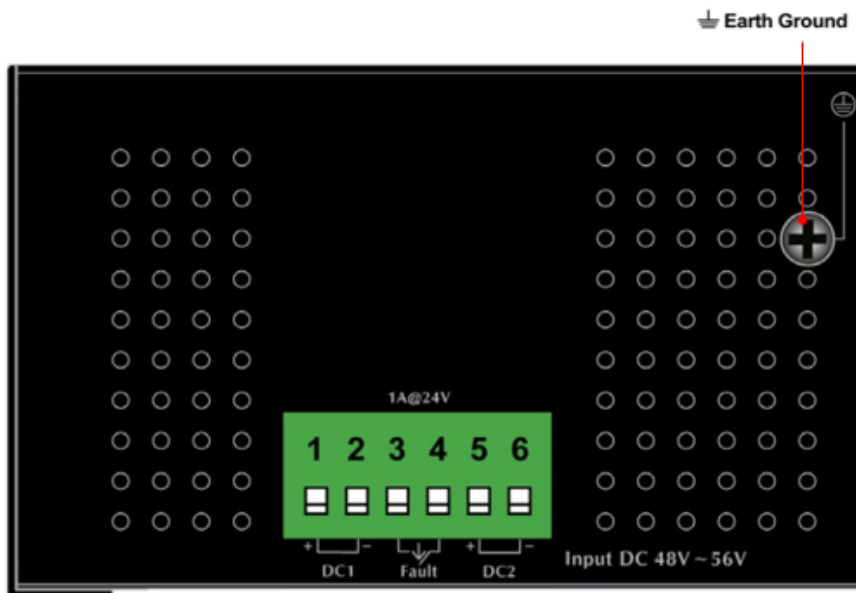 Earth Ground
1A@24V
1 2 3 4 5 6
+ − + −
DC1 Fault DC2
Input DC 48V ~ 56V